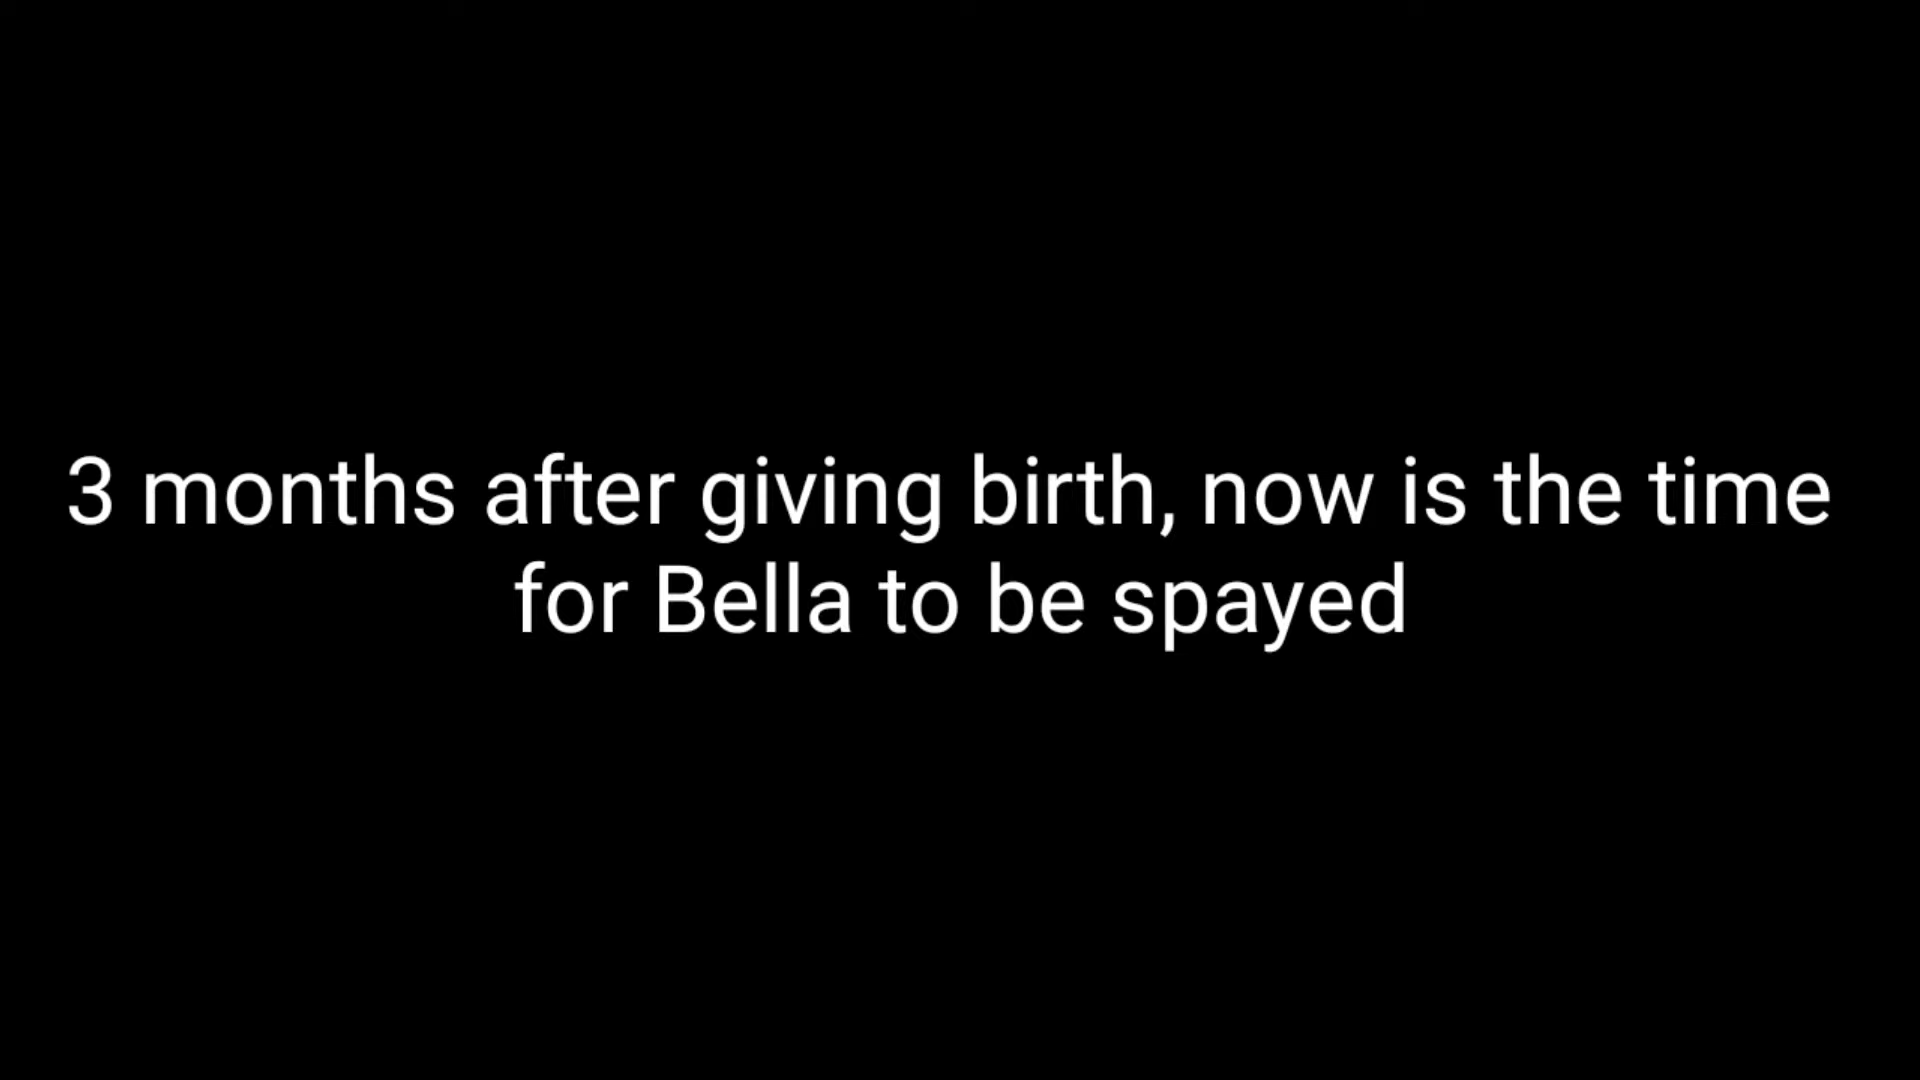 3 months after giving birth, now is the time
for Bella to be spayed